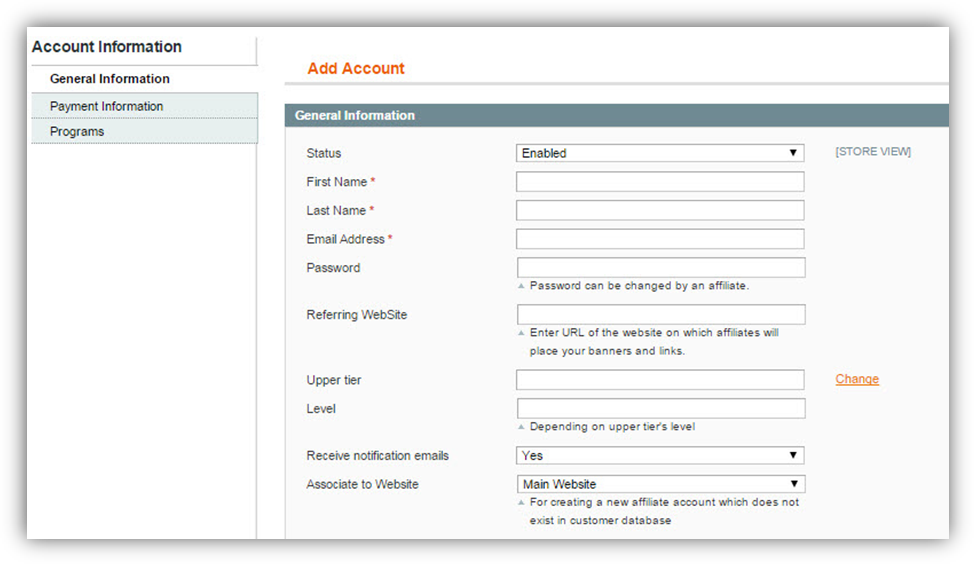 Account Information
General Information
Payment Information
Programs
Add Account
General Information
Status Enabled [STORE VIEW]
First Name *
Last Name *
Email Address *
Password
Password can be changed by an affiliate.
Referring WebSite
Enter URL of the website on which affiliates will
place your banners and links.
Upper tier Change
Level
Depending on upper tier's level
Receive notification emails Yes
Associate to Website Main Website
For creating a new affiliate account which does not
exist in customer database